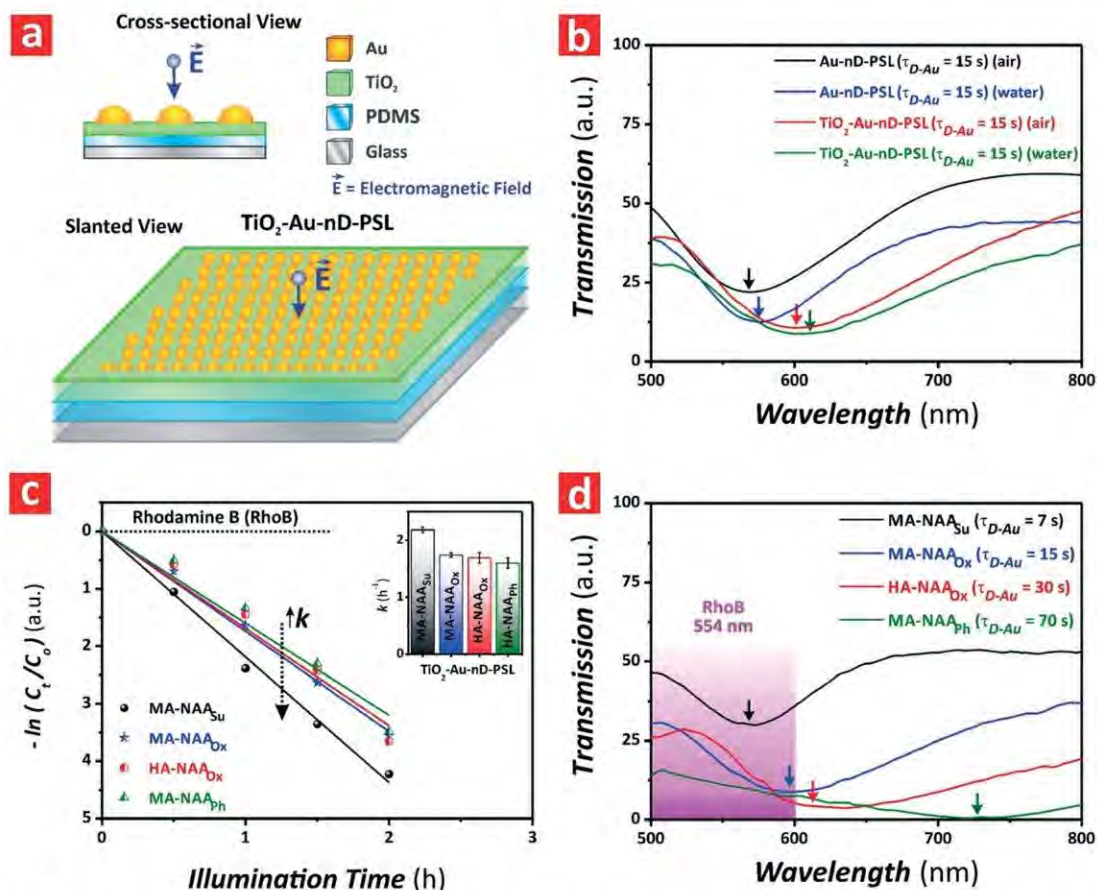 a
Cross-sectional View
E
Au
TiO₂
PDMS
Glass
E = Electromagnetic Field
Slanted View
TiO₂-Au-nD-PSL
E
b
Transmission (a.u.)
100
75
50
25
0
Au-nD-PSL (τD-Au = 15 s) (air)
Au-nD-PSL (τD-Au = 15 s) (water)
TiO₂-Au-nD-PSL (τD-Au = 15 s) (air)
TiO₂-Au-nD-PSL (τD-Au = 15 s) (water)
500 600 700 800
Wavelength (nm)
c
- ln (Ct/Co) (a.u.)
0
1
2
3
4
5
Rhodamine B (RhoB)
↑k
MA-NAASu
MA-NAAOx
HA-NAAOx
MA-NAAPh
k (h⁻¹)
2
1
0
MA-NAASu
MA-NAAOx
HA-NAAOx
HA-NAAPh
TiO₂-Au-nD-PSL
0 1 2 3
Illumination Time (h)
d
Transmission (a.u.)
100
75
50
25
0
MA-NAASu (τD-Au = 7 s)
MA-NAAOx (τD-Au = 15 s)
HA-NAAOx (τD-Au = 30 s)
MA-NAAPh (τD-Au = 70 s)
RhoB
554 nm
500 600 700 800
Wavelength (nm)